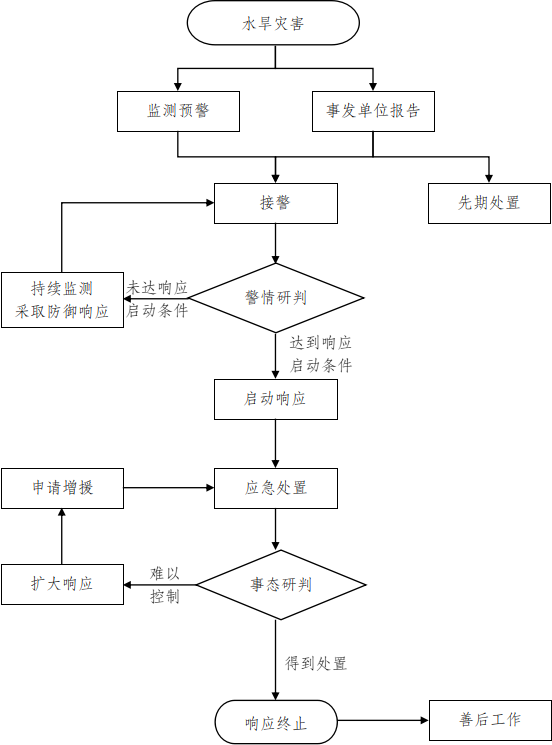 水旱灾害
监测预警
事发单位报告
接警
先期处置
持续监测
采取防御响应
未达响应
启动条件
警情研判
达到响应
启动条件
启动响应
申请增援
应急处置
扩大响应
难以
控制
事态研判
得到处置
响应终止
善后工作